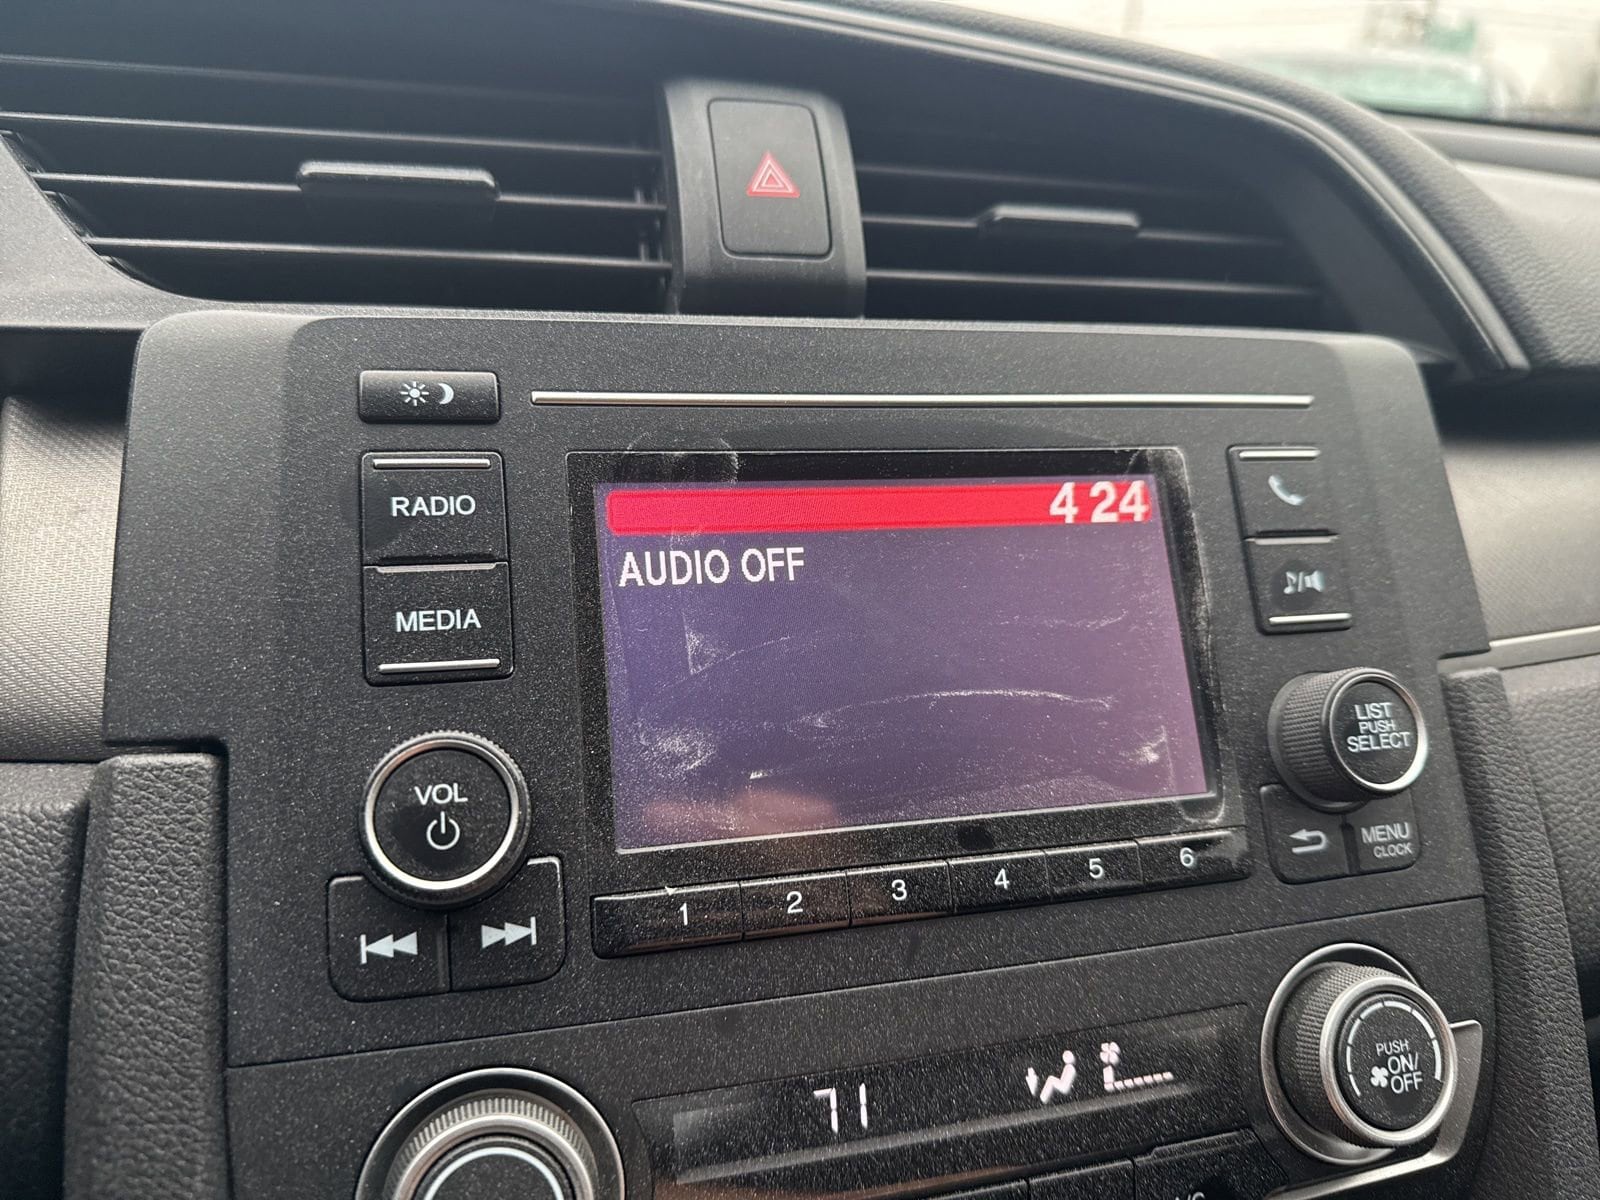 RADIO
MEDIA
4 24
AUDIO OFF
VOL
LIST
PUSH
SELECT
MENU
CLOCK
1 2 3 4 5 6
71
PUSH
ON/
OFF